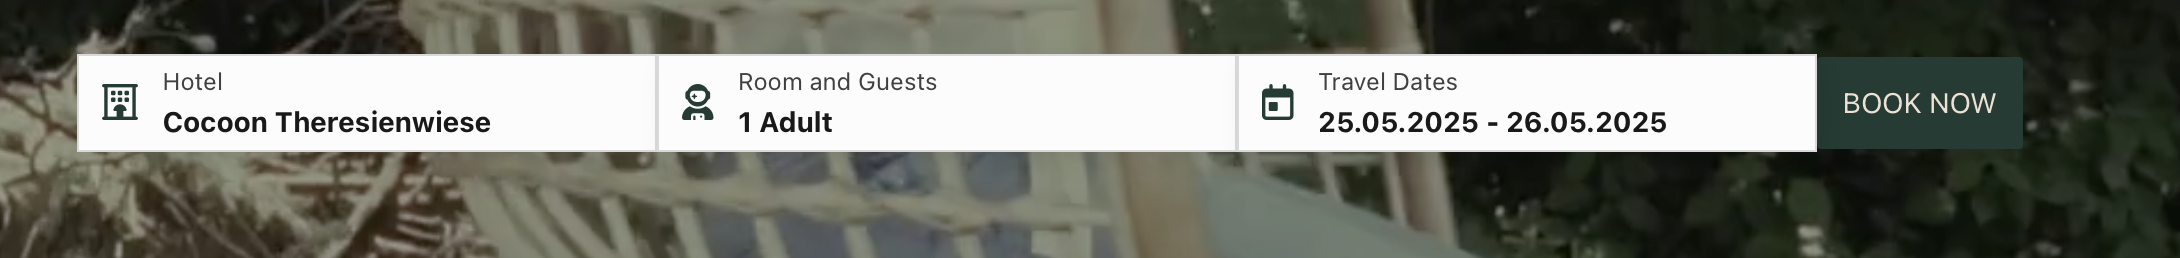 Hotel
Cocoon Theresienwiese
Room and Guests
1 Adult
Travel Dates
25.05.2025 - 26.05.2025
BOOK NOW